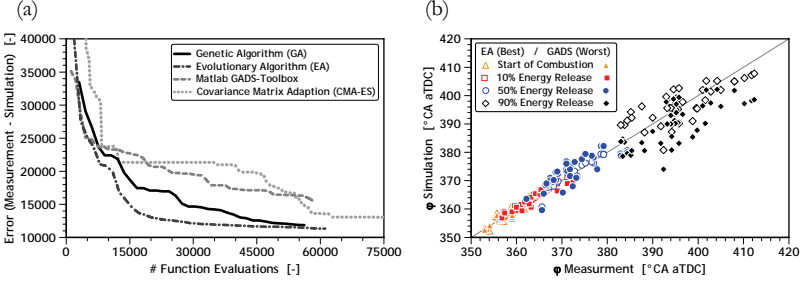 (a)
40000
35000
30000
25000
20000
15000
10000
Error (Measurement - Simulation) [-]
Genetic Algorithm (GA)
Evolutionary Algorithm (EA)
Matlab GADS-Toolbox
Covariance Matrix Adaption (CMA-ES)
0 15000 30000 45000 60000 75000
# Function Evaluations [-]
(b)
420
410
400
390
380
370
360
350
φ Simulation [°CA aTDC]
EA (Best) / GADS (Worst)
Start of Combustion
10% Energy Release
50% Energy Release
90% Energy Release
350 360 370 380 390 400 410 420
φ Measurment [°CA aTDC]